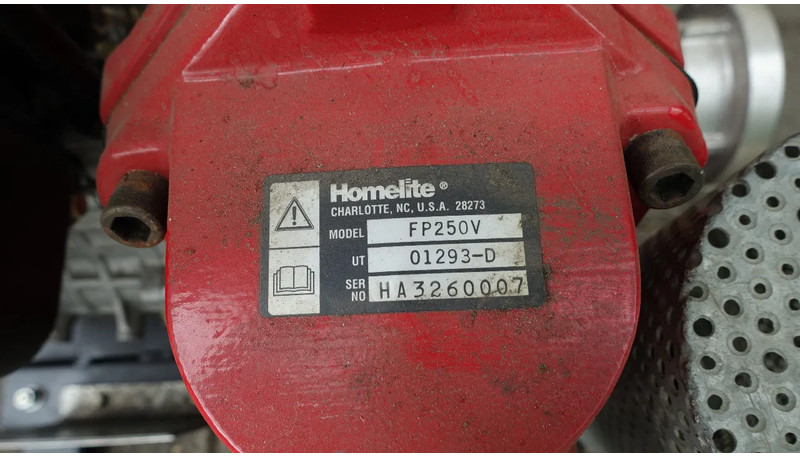 Homelite®
CHARLOTTE, NC, U.S.A. 28273
MODEL FP250V
UT 01293-D
SER NO HA3260007